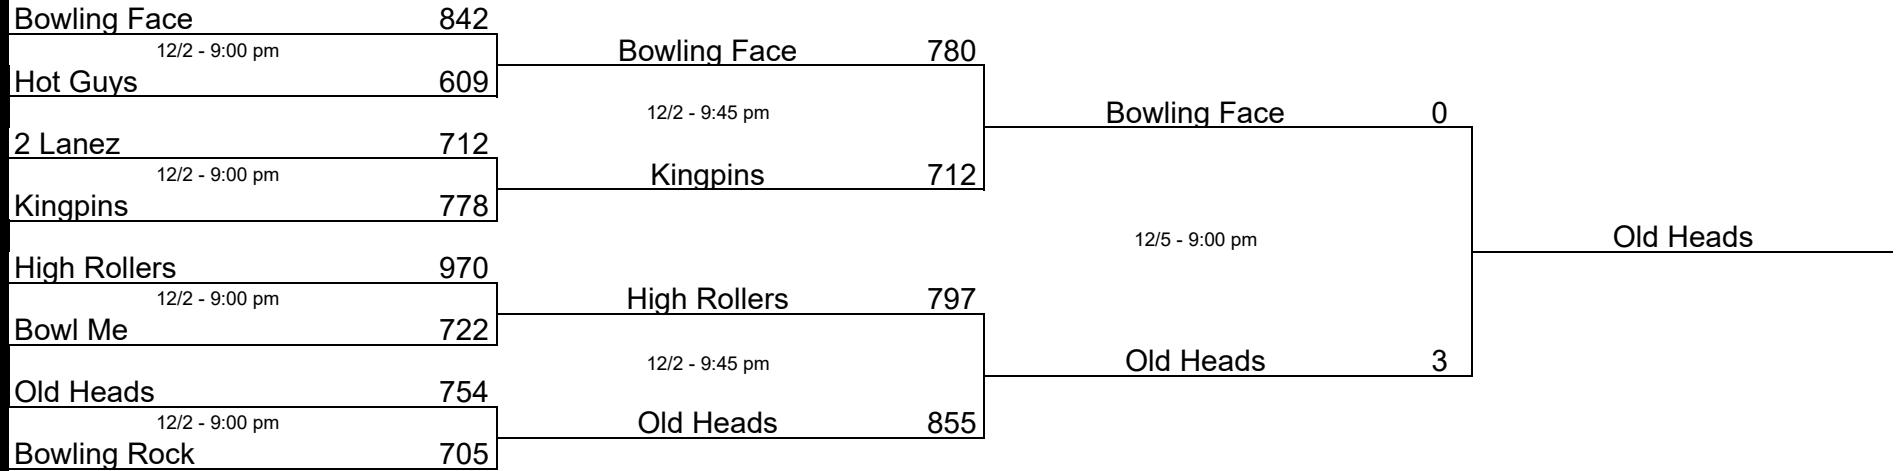 Bowling Face 842
12/2 - 9:00 pm
Hot Guys 609
2 Lanez 712
12/2 - 9:00 pm
Kingpins 778
High Rollers 970
12/2 - 9:00 pm
Bowl Me 722
Old Heads 754
12/2 - 9:00 pm
Bowling Rock 705
Bowling Face 780
12/2 - 9:45 pm
Kingpins 712
High Rollers 797
12/2 - 9:45 pm
Old Heads 855
Bowling Face 0
12/5 - 9:00 pm
Old Heads 3
Old Heads